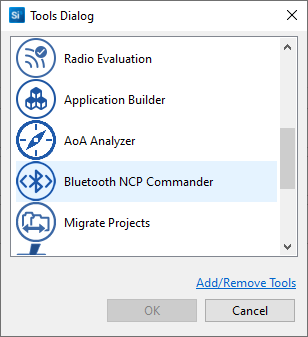 Si
Tools Dialog
Radio Evaluation
Application Builder
AoA Analyzer
Bluetooth NCP Commander
Migrate Projects
Add/Remove Tools
OK
Cancel